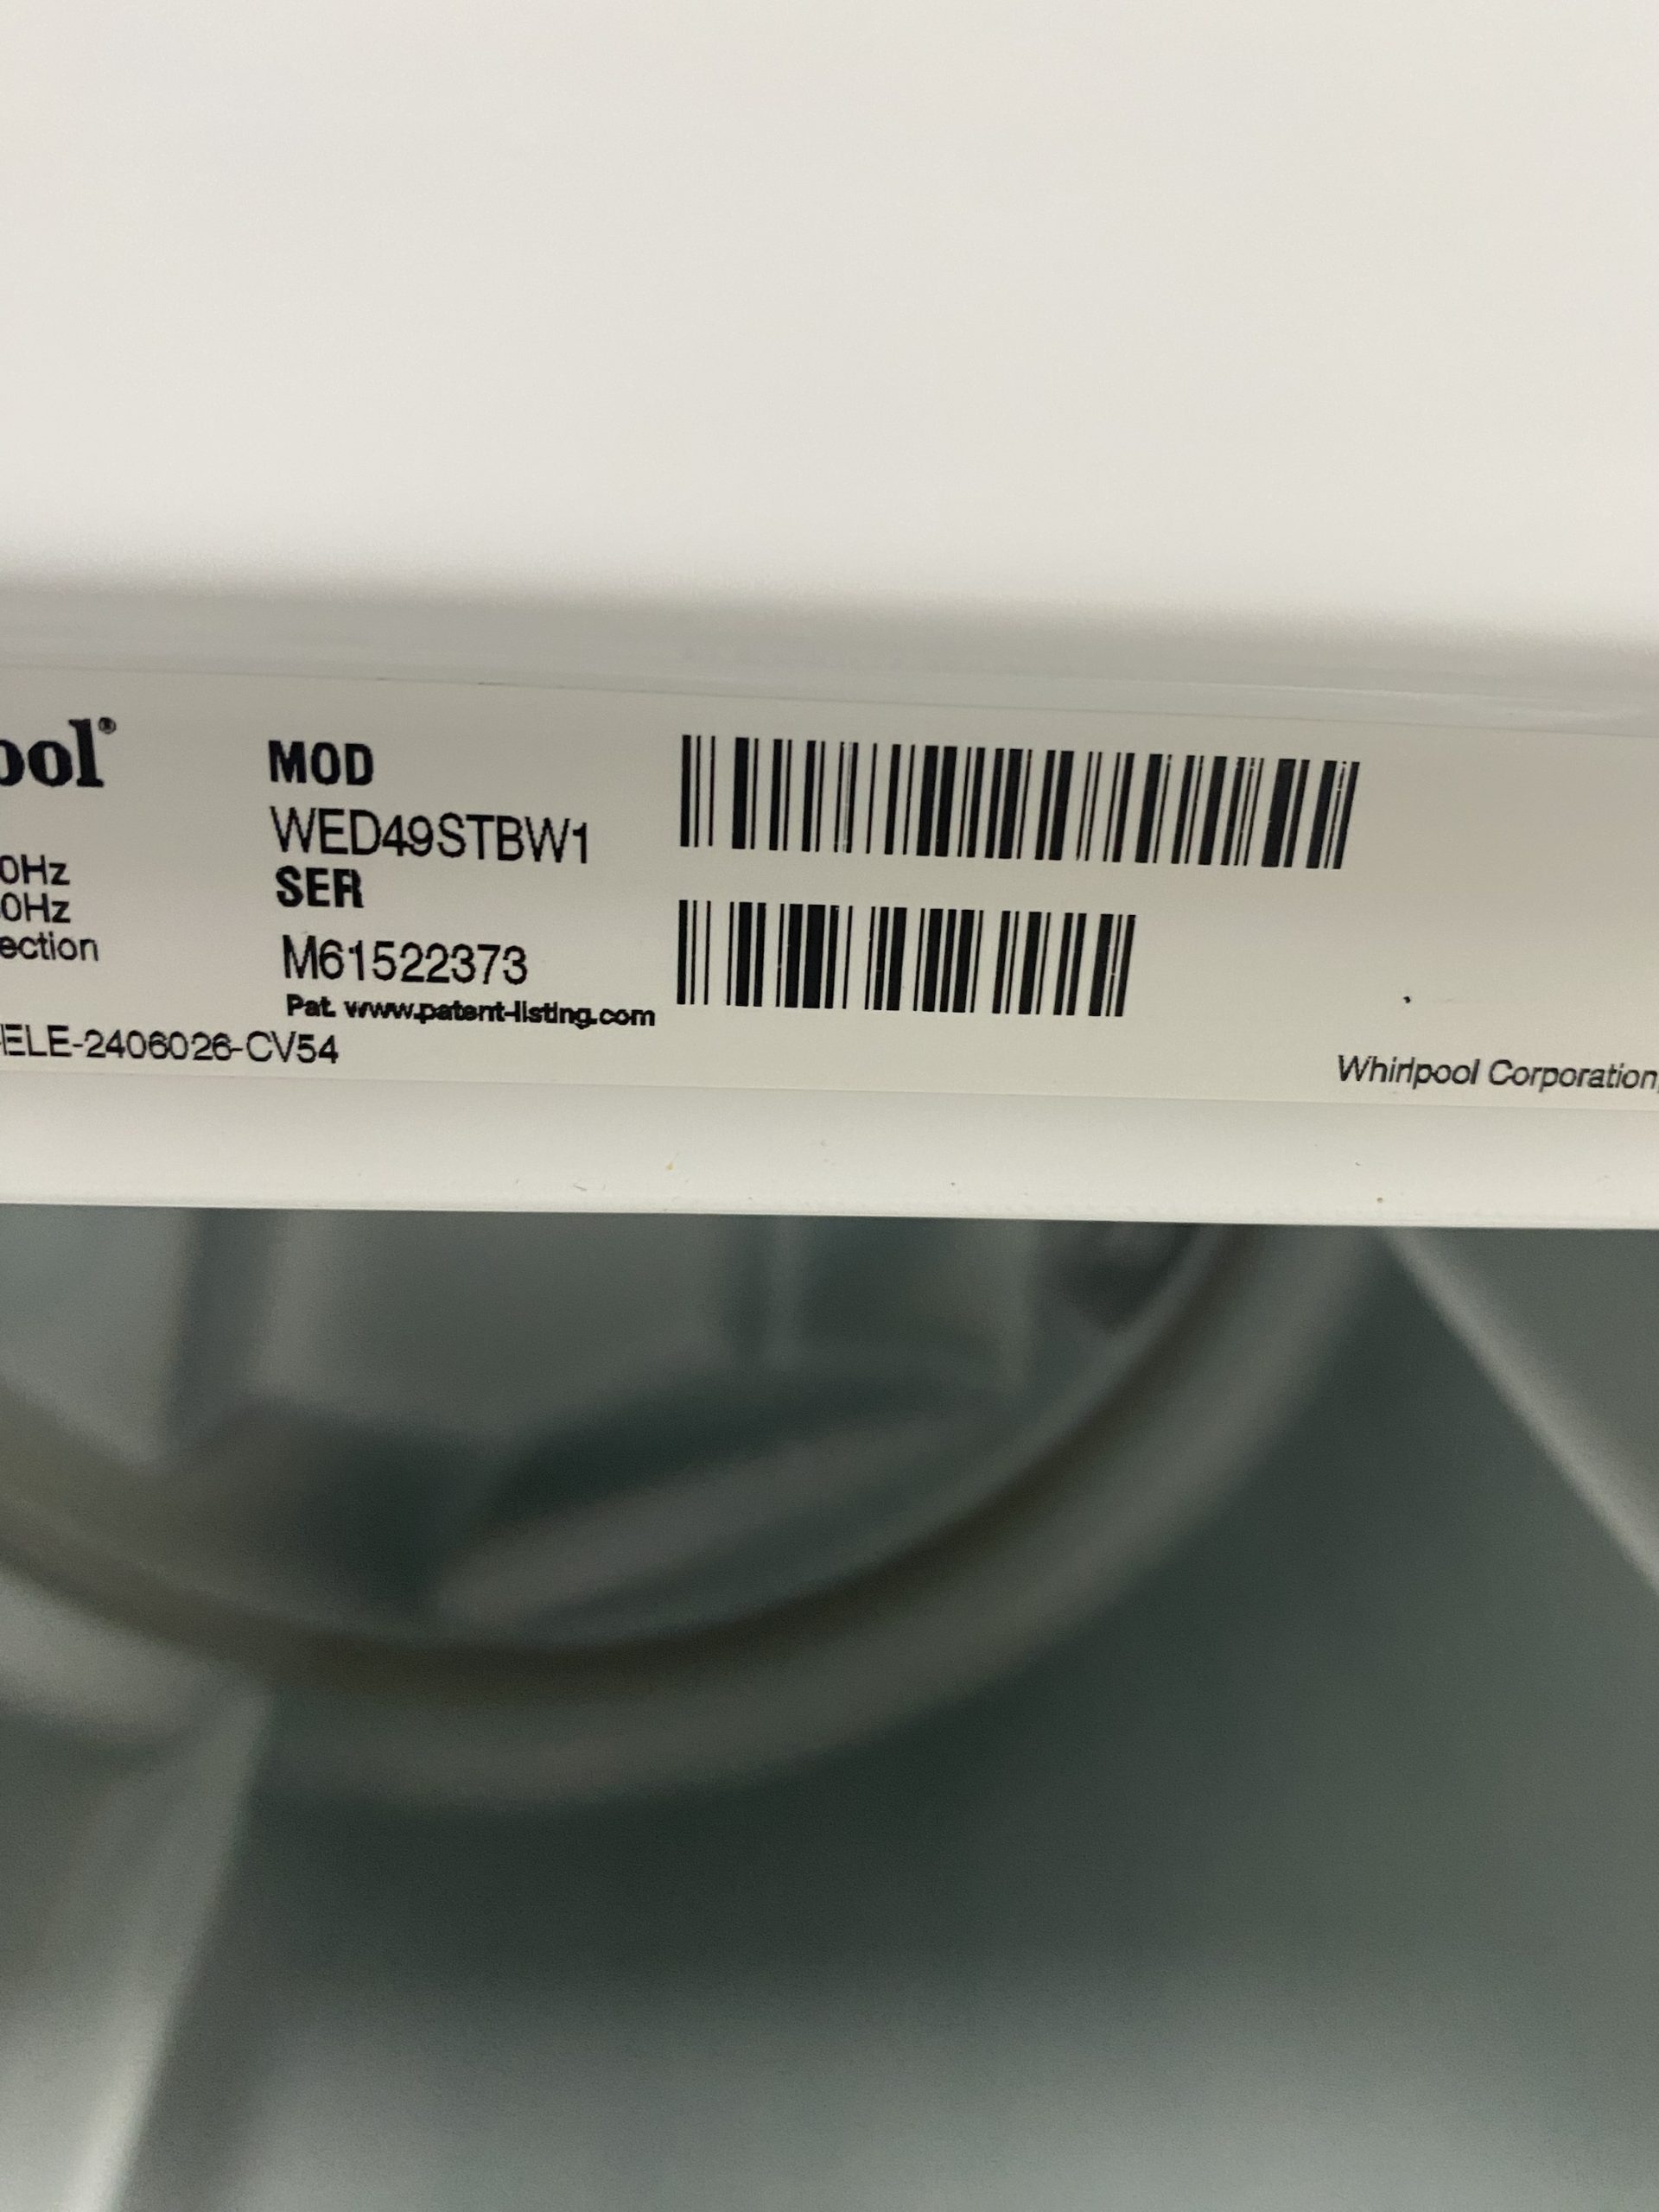 ool®
MOD
WED49STBW1
0Hz
SER
0Hz
ection
M61522373
Pat. www.patent-listing.com
ELE-2406026-CV54
Whirlpool Corporation,